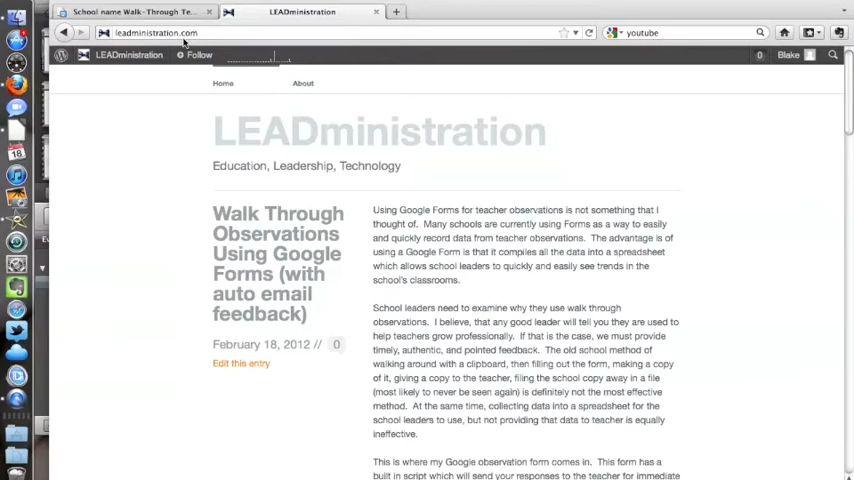 School name Walk-Through Te...
LEADministration
leadministration.com
youtube
LEADministration
Follow
0
Blake
Home
About
LEADministration
Education, Leadership, Technology
Walk Through
Observations
Using Google
Forms (with
auto email
feedback)
February 18, 2012 // 0
Edit this entry
Using Google Forms for teacher observations is not something that I
thought of. Many schools are currently using Forms as a way to easily
and quickly record data from teacher observations. The advantage is of
using a Google Form is that it compiles all the data into a spreadsheet
which allows school leaders to quickly and easily see trends in the
school's classrooms.
School leaders need to examine why they use walk through
observations. I believe, that any good leader will tell you they are used to
help teachers grow professionally. If that is the case, we must provide
timely, authentic, and pointed feedback. The old school method of
walking around with a clipboard, then filling out the form, making a copy
of it, giving a copy to the teacher, filing the school copy away in a file
(most likely to never be seen again) is definitely not the most effective
method. At the same time, collecting data into a spreadsheet for the
school leaders to use, but not providing that data to teacher is equally
ineffective.
This is where my Google observation form comes in. This form has a
built in script which will send your responses to the teacher for immediate